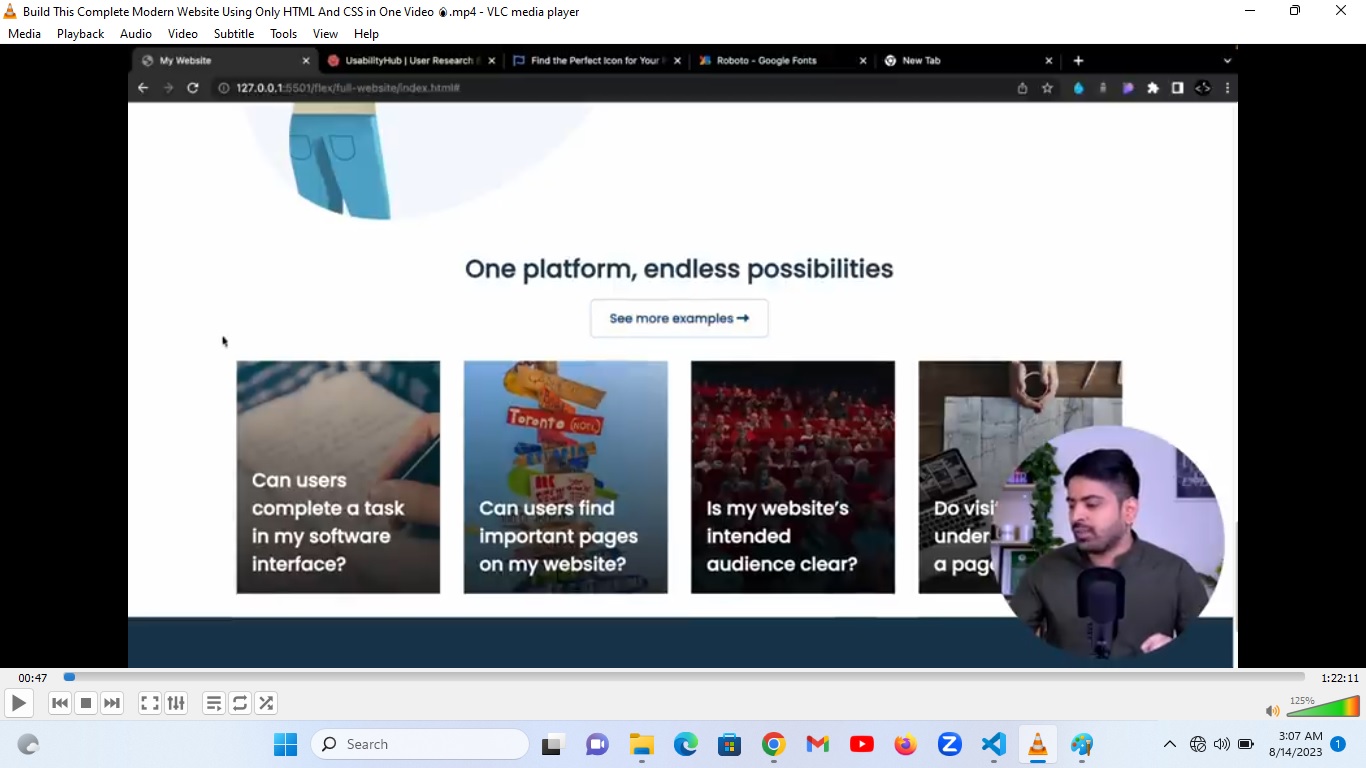 Build This Complete Modern Website Using Only HTML And CSS in One Video 🔥.mp4 - VLC media player
Media Playback Audio Video Subtitle Tools View Help
My Website UsabilityHub | User Research Find the Perfect Icon for Your Roboto - Google Fonts New Tab
127.0.0.1:5501/flex/full-website/index.html#
One platform, endless possibilities
See more examples →
Can users
complete a task
in my software
interface?
Toronto
Can users find
important pages
on my website?
Is my website's
intended
audience clear?
Do visi
under
a page
00:47 1:22:11
125%
Search
3:07 AM
8/14/2023
1